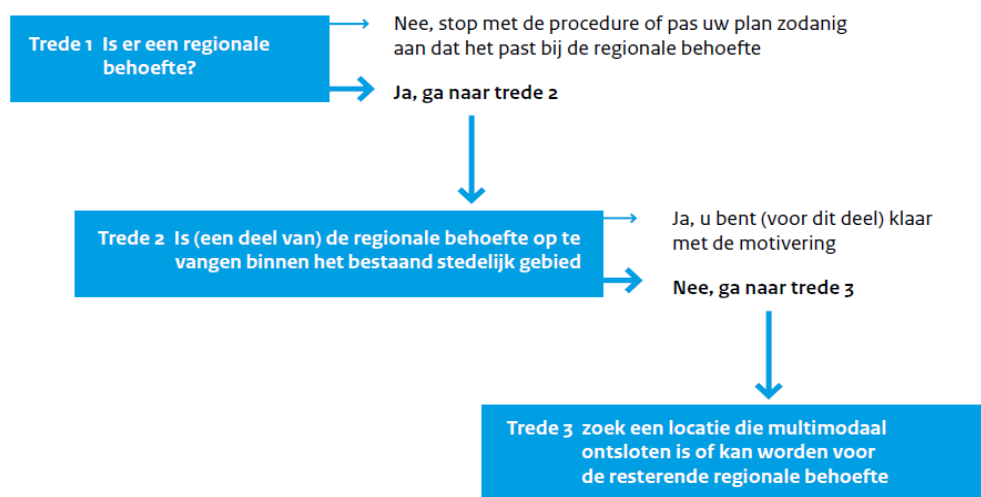 Trede 1 Is er een regionale
behoefte?
Nee, stop met de procedure of pas uw plan zodanig
aan dat het past bij de regionale behoefte
Ja, ga naar trede 2
Trede 2 Is (een deel van) de regionale behoefte op te
vangen binnen het bestaand stedelijk gebied
Ja, u bent (voor dit deel) klaar
met de motivering
Nee, ga naar trede 3
Trede 3 zoek een locatie die multimodaal
ontsloten is of kan worden voor
de resterende regionale behoefte